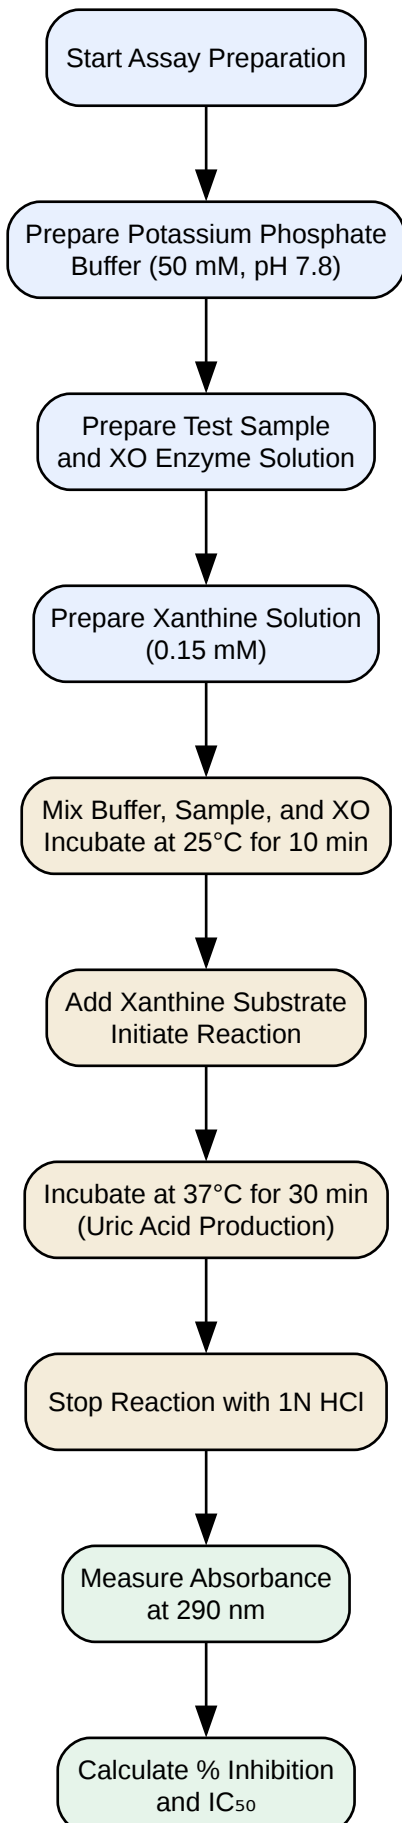 Start Assay Preparation
Prepare Potassium Phosphate
Buffer (50 mM, pH 7.8)
Prepare Test Sample
and XO Enzyme Solution
Prepare Xanthine Solution
(0.15 mM)
Mix Buffer, Sample, and XO
Incubate at 25°C for 10 min
Add Xanthine Substrate
Initiate Reaction
Incubate at 37°C for 30 min
(Uric Acid Production)
Stop Reaction with 1N HCl
Measure Absorbance
at 290 nm
Calculate % Inhibition
and IC₅₀